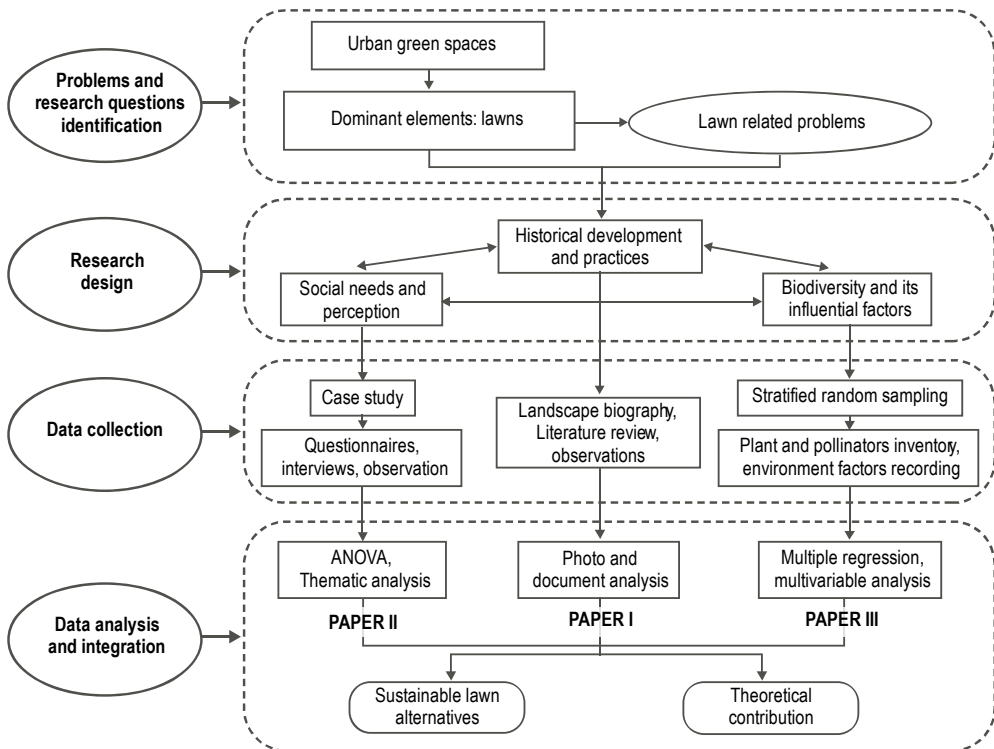 Urban green spaces
Problems and
research questions
identification
Dominant elements: lawns
Lawn related problems
Research
design
Historical development
and practices
Social needs and
perception
Biodiversity and its
influential factors
Data collection
Case study
Questionnaires,
interviews, observation
Landscape biography,
Literature review,
observations
Stratified random sampling
Plant and pollinators inventory,
environment factors recording
Data analysis
and integration
ANOVA,
Thematic analysis
Photo and
document analysis
Multiple regression,
multivariable analysis
PAPER II
PAPER I
PAPER III
Sustainable lawn
alternatives
Theoretical
contribution